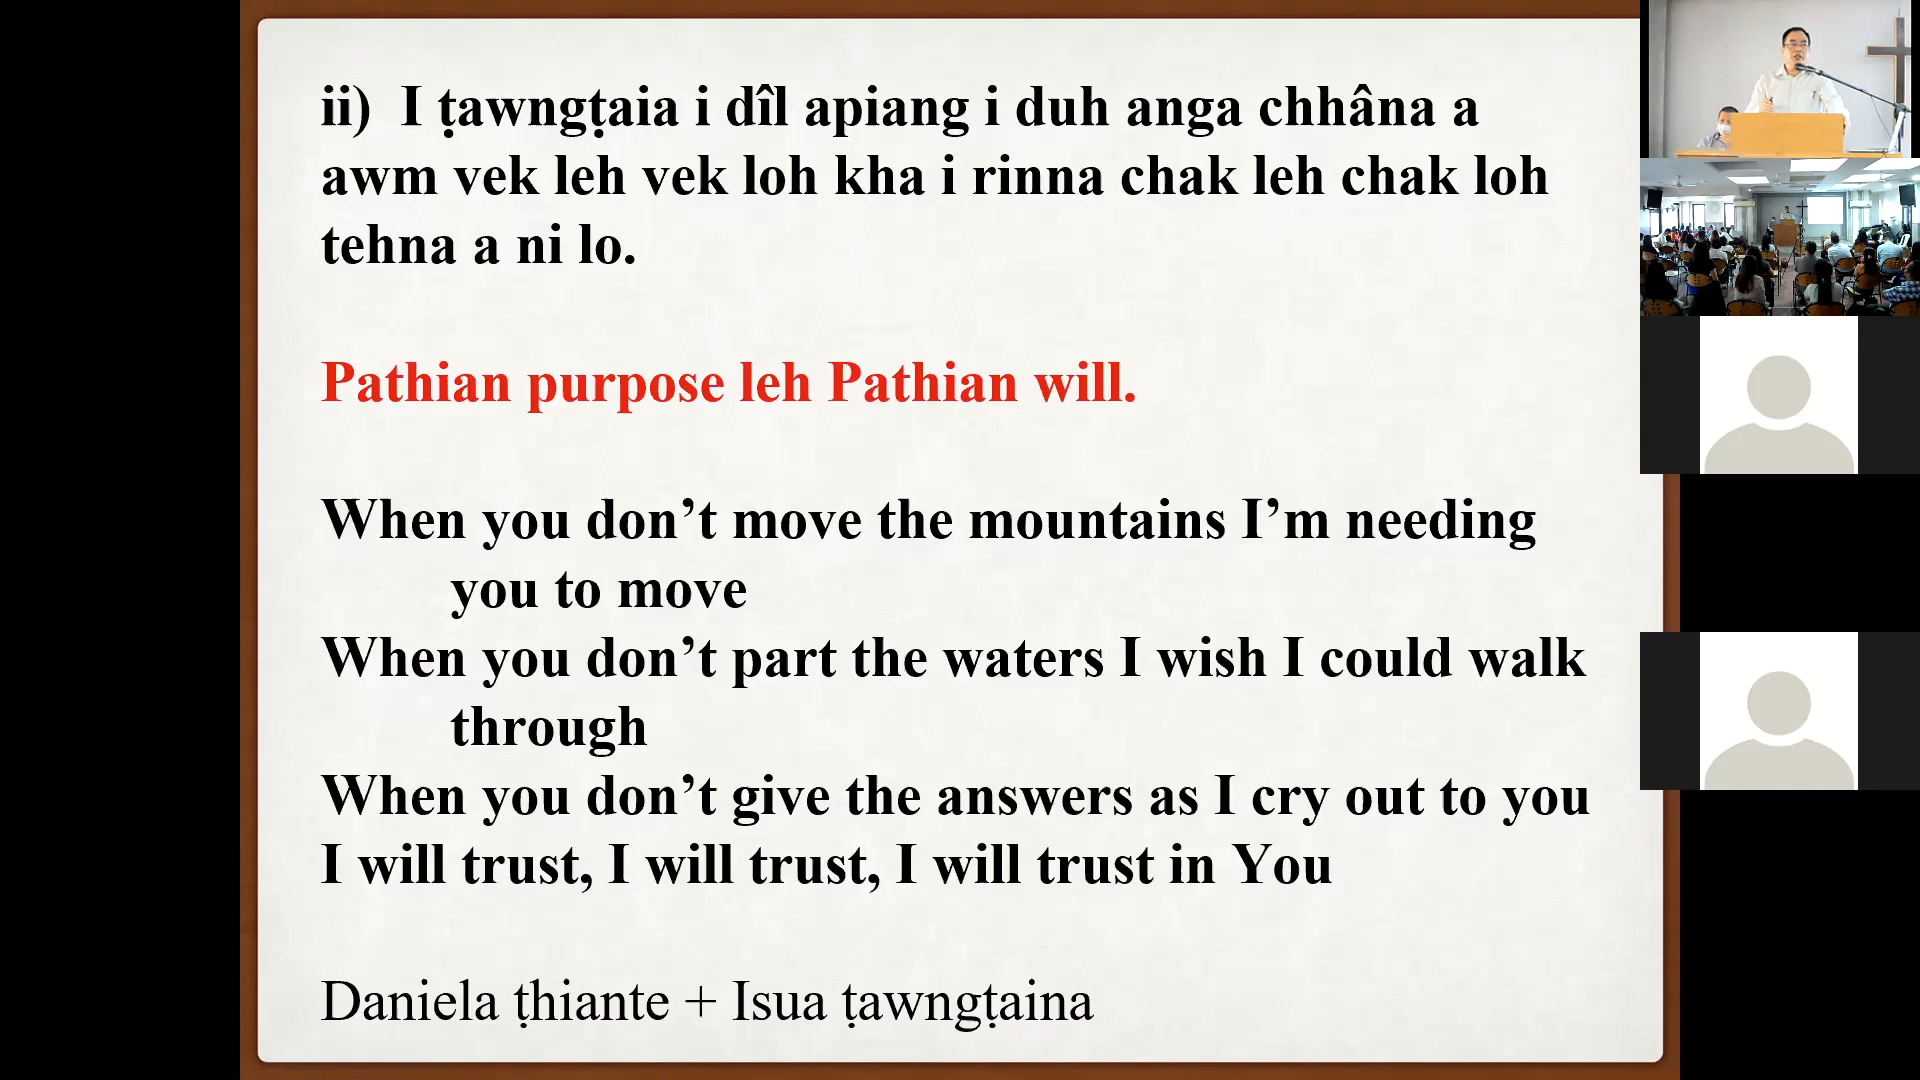 ii)  I ṭawngṭaia i dîl apiang i duh anga chhâna a
awm vek leh vek loh kha i rinna chak leh chak loh
tehna a ni lo.
Pathian purpose leh Pathian will.
When you don’t move the mountains I’m needing
you to move
When you don’t part the waters I wish I could walk
through
When you don’t give the answers as I cry out to you
I will trust, I will trust, I will trust in You
Daniela ṭhiante + Isua ṭawngṭaina